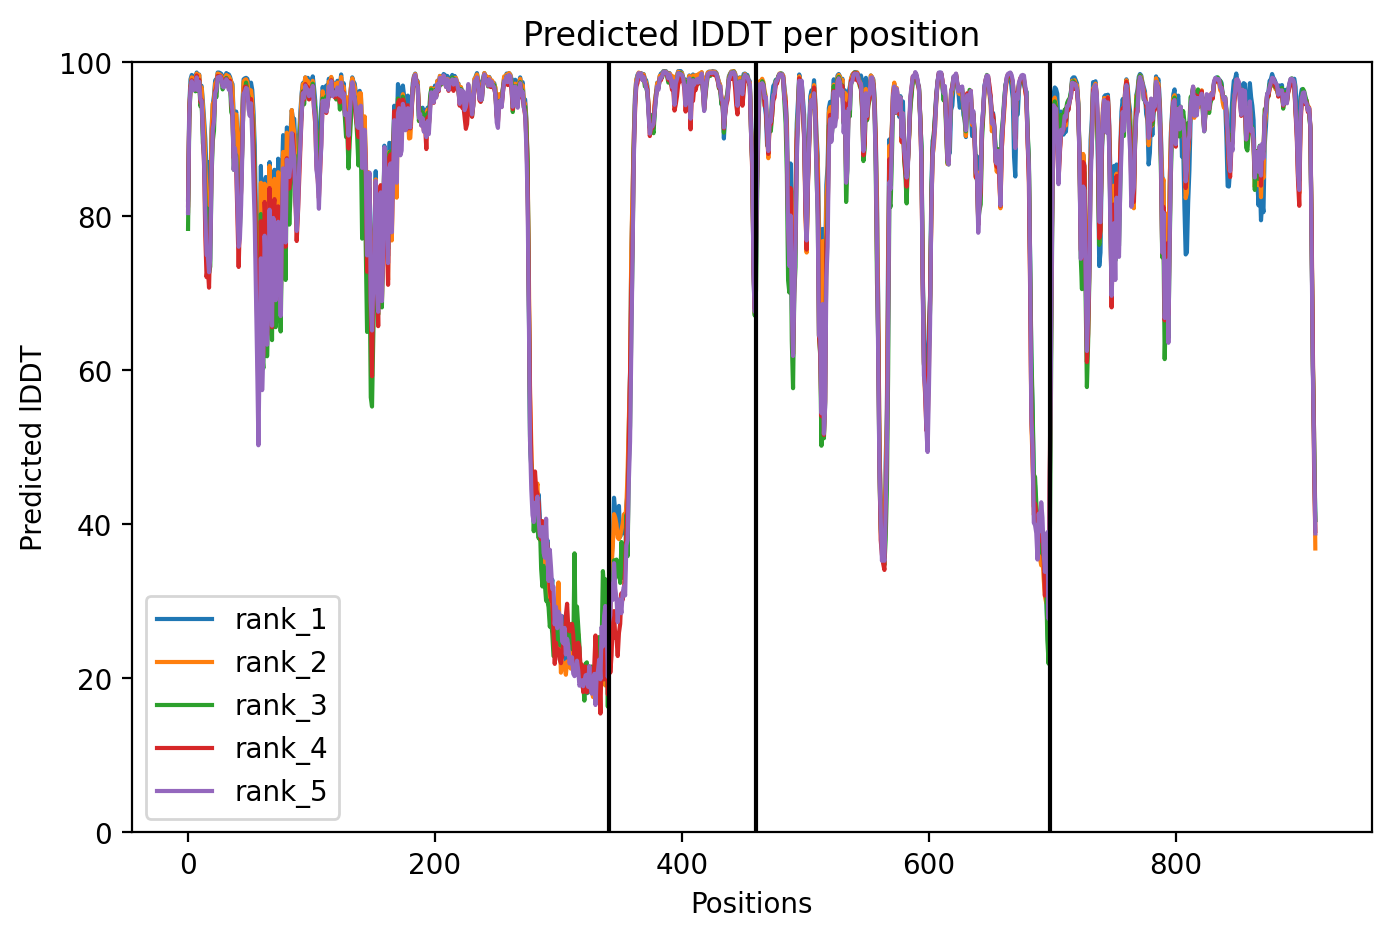 Predicted lDDT per position
100
80
60
40
20
0
Predicted lDDT
rank_1
rank_2
rank_3
rank_4
rank_5
0
200
400
600
800
Positions